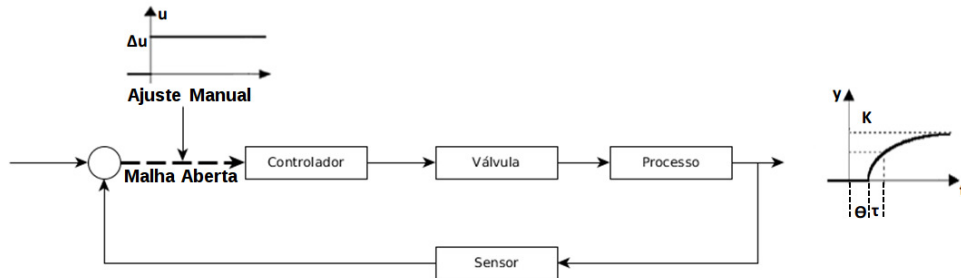 u
Δu
Ajuste Manual
Malha Aberta
Controlador
Válvula
Processo
Sensor
y
K
θ
τ
t